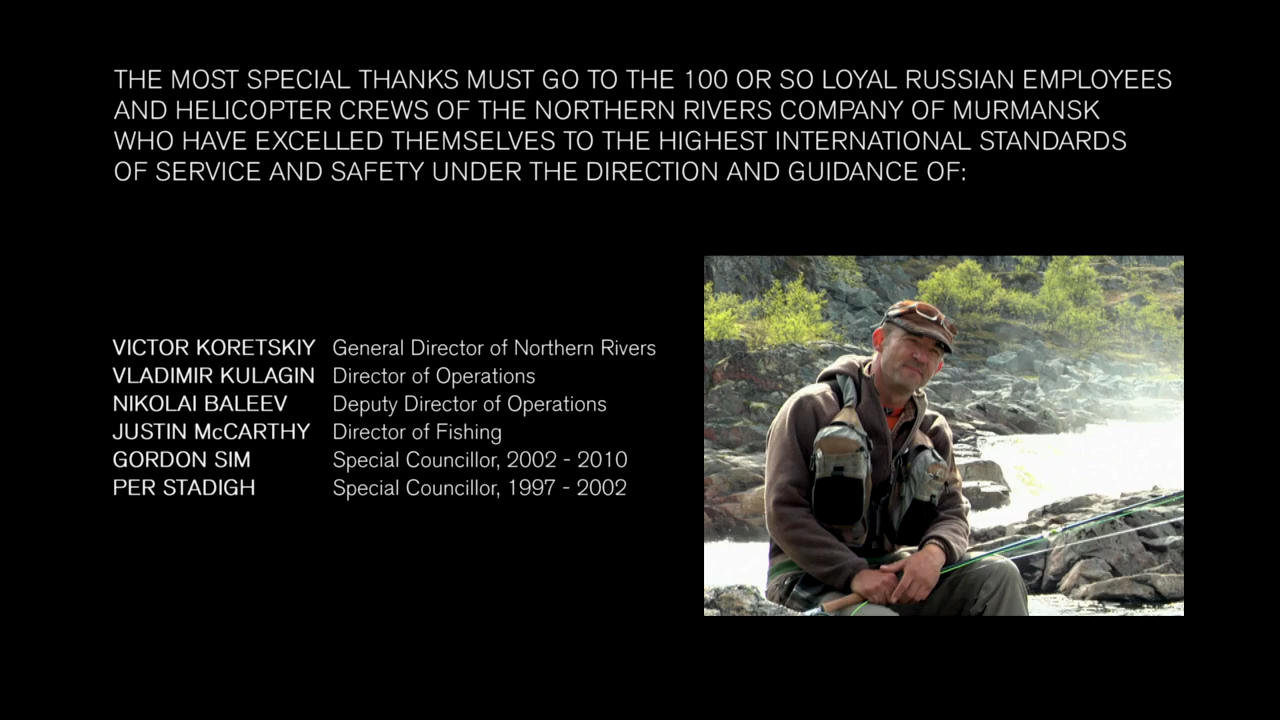 THE MOST SPECIAL THANKS MUST GO TO THE 100 OR SO LOYAL RUSSIAN EMPLOYEES
AND HELICOPTER CREWS OF THE NORTHERN RIVERS COMPANY OF MURMANSK
WHO HAVE EXCELLED THEMSELVES TO THE HIGHEST INTERNATIONAL STANDARDS
OF SERVICE AND SAFETY UNDER THE DIRECTION AND GUIDANCE OF:
VICTOR KORETSKIY General Director of Northern Rivers
VLADIMIR KULAGIN Director of Operations
NIKOLAI BALEEV Deputy Director of Operations
JUSTIN McCARTHY Director of Fishing
GORDON SIM Special Councillor, 2002 - 2010
PER STADIGH Special Councillor, 1997 - 2002